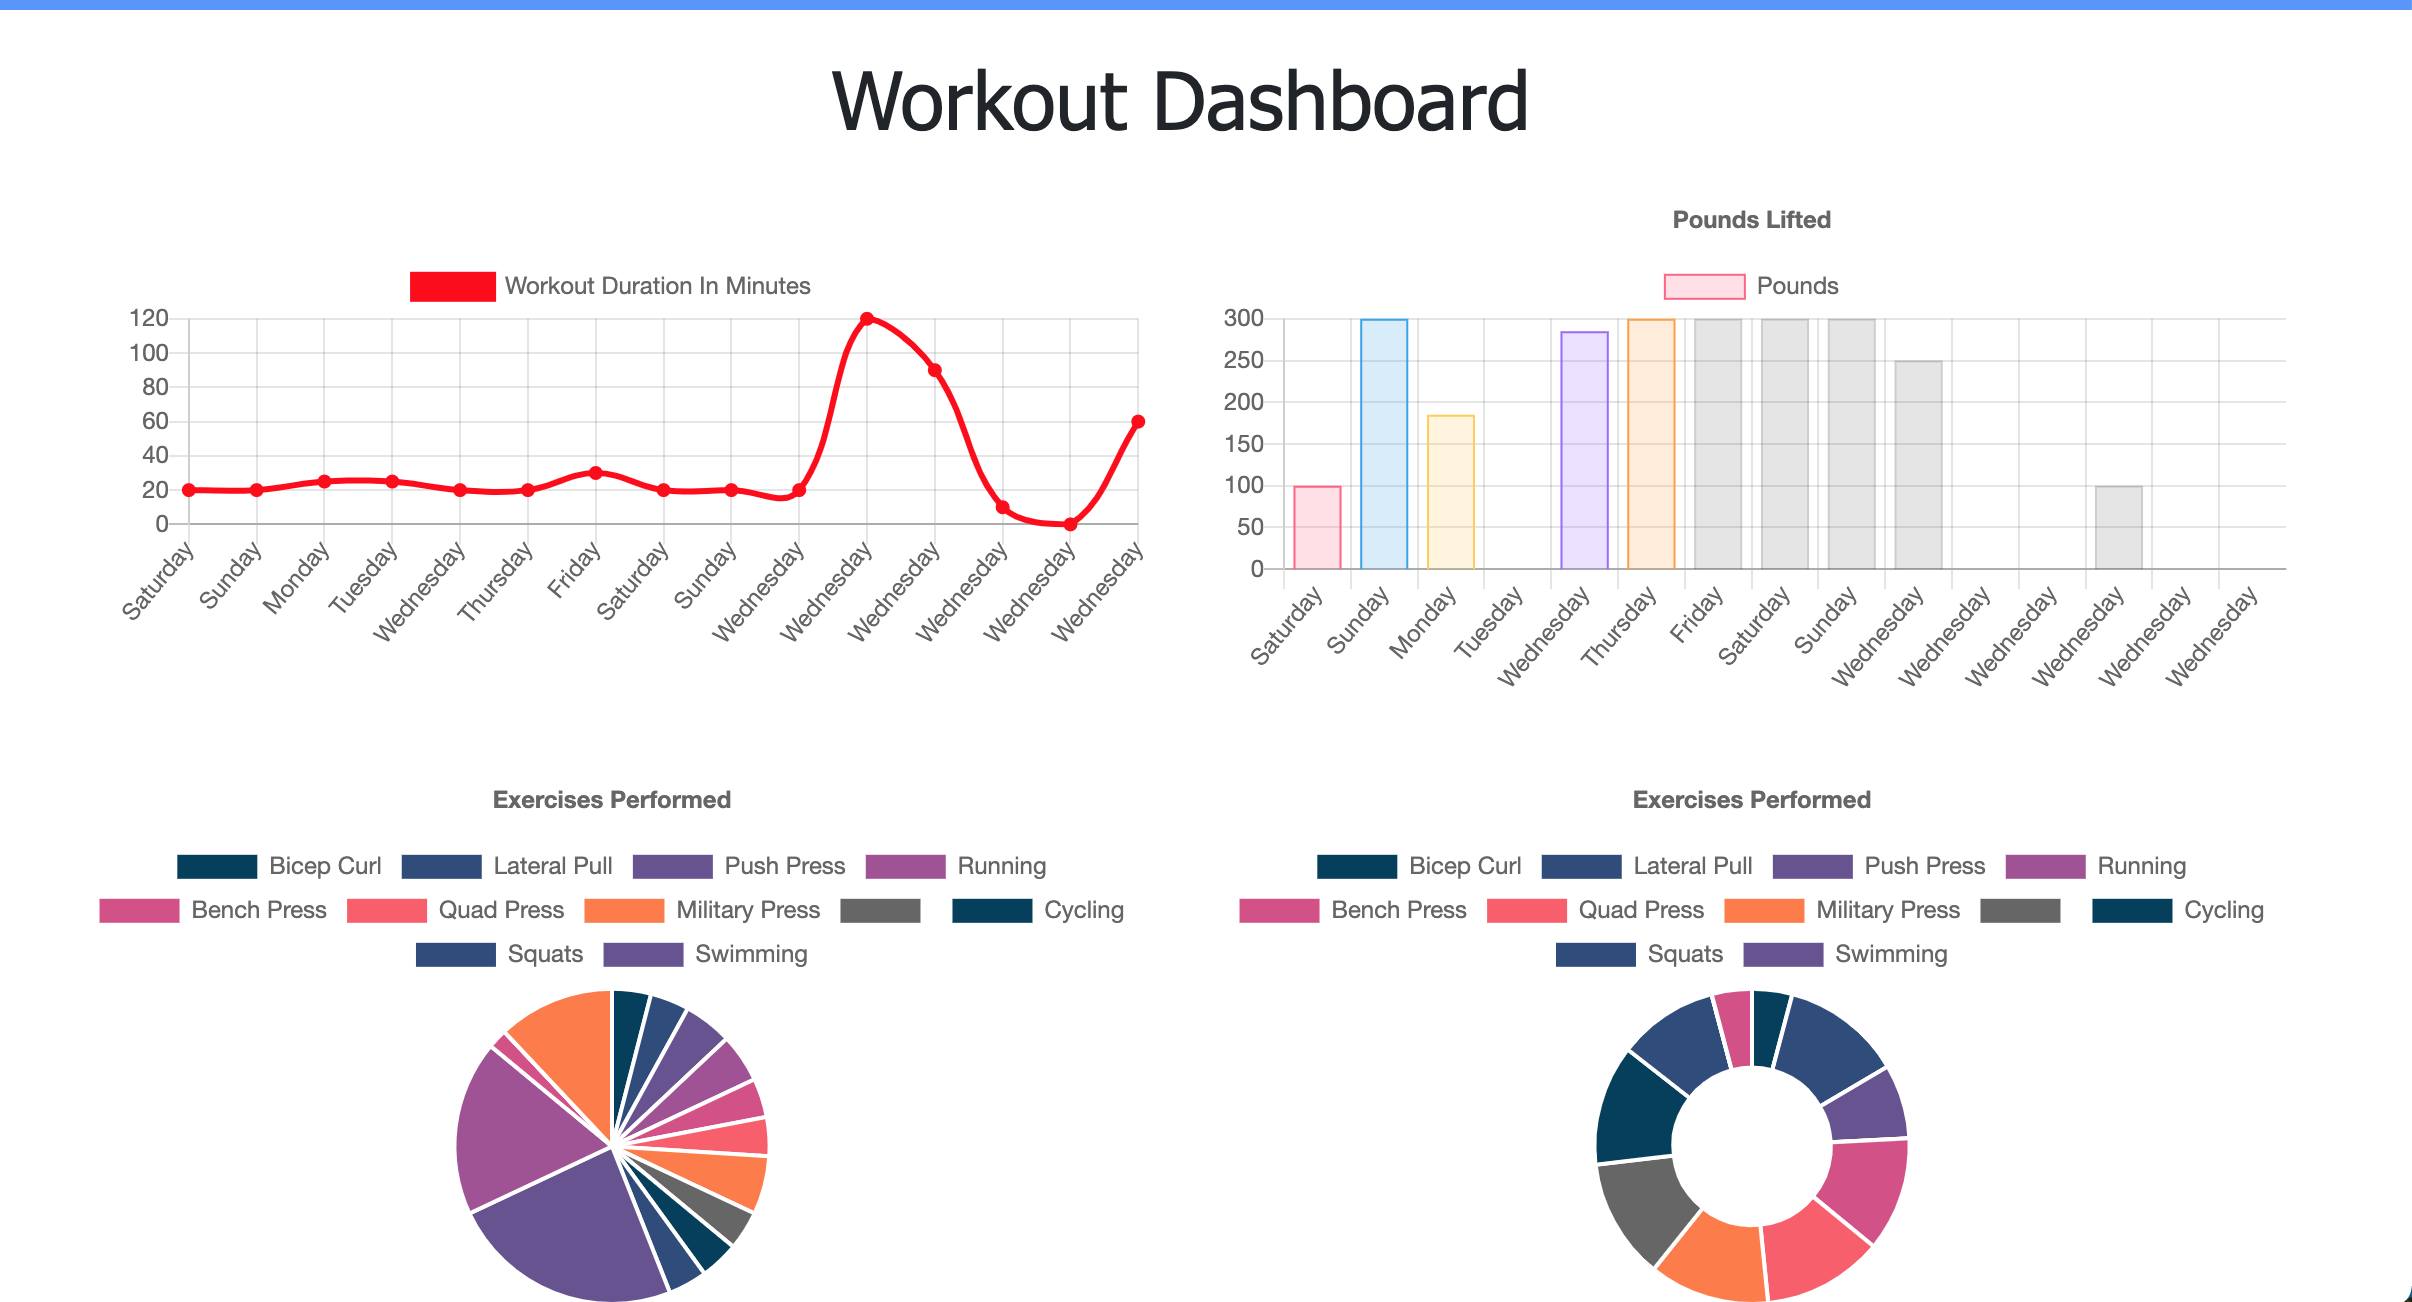 Workout Dashboard
Workout Duration In Minutes
120
100
80
60
40
20
0
Saturday
Sunday
Monday
Tuesday
Wednesday
Thursday
Friday
Saturday
Sunday
Wednesday
Wednesday
Wednesday
Wednesday
Wednesday
Wednesday
Pounds Lifted
Pounds
300
250
200
150
100
50
0
Saturday
Sunday
Monday
Tuesday
Wednesday
Thursday
Friday
Saturday
Sunday
Wednesday
Wednesday
Wednesday
Wednesday
Wednesday
Wednesday
Exercises Performed
Bicep Curl Lateral Pull Push Press Running
Bench Press Quad Press Military Press Cycling
Squats Swimming
Exercises Performed
Bicep Curl Lateral Pull Push Press Running
Bench Press Quad Press Military Press Cycling
Squats Swimming